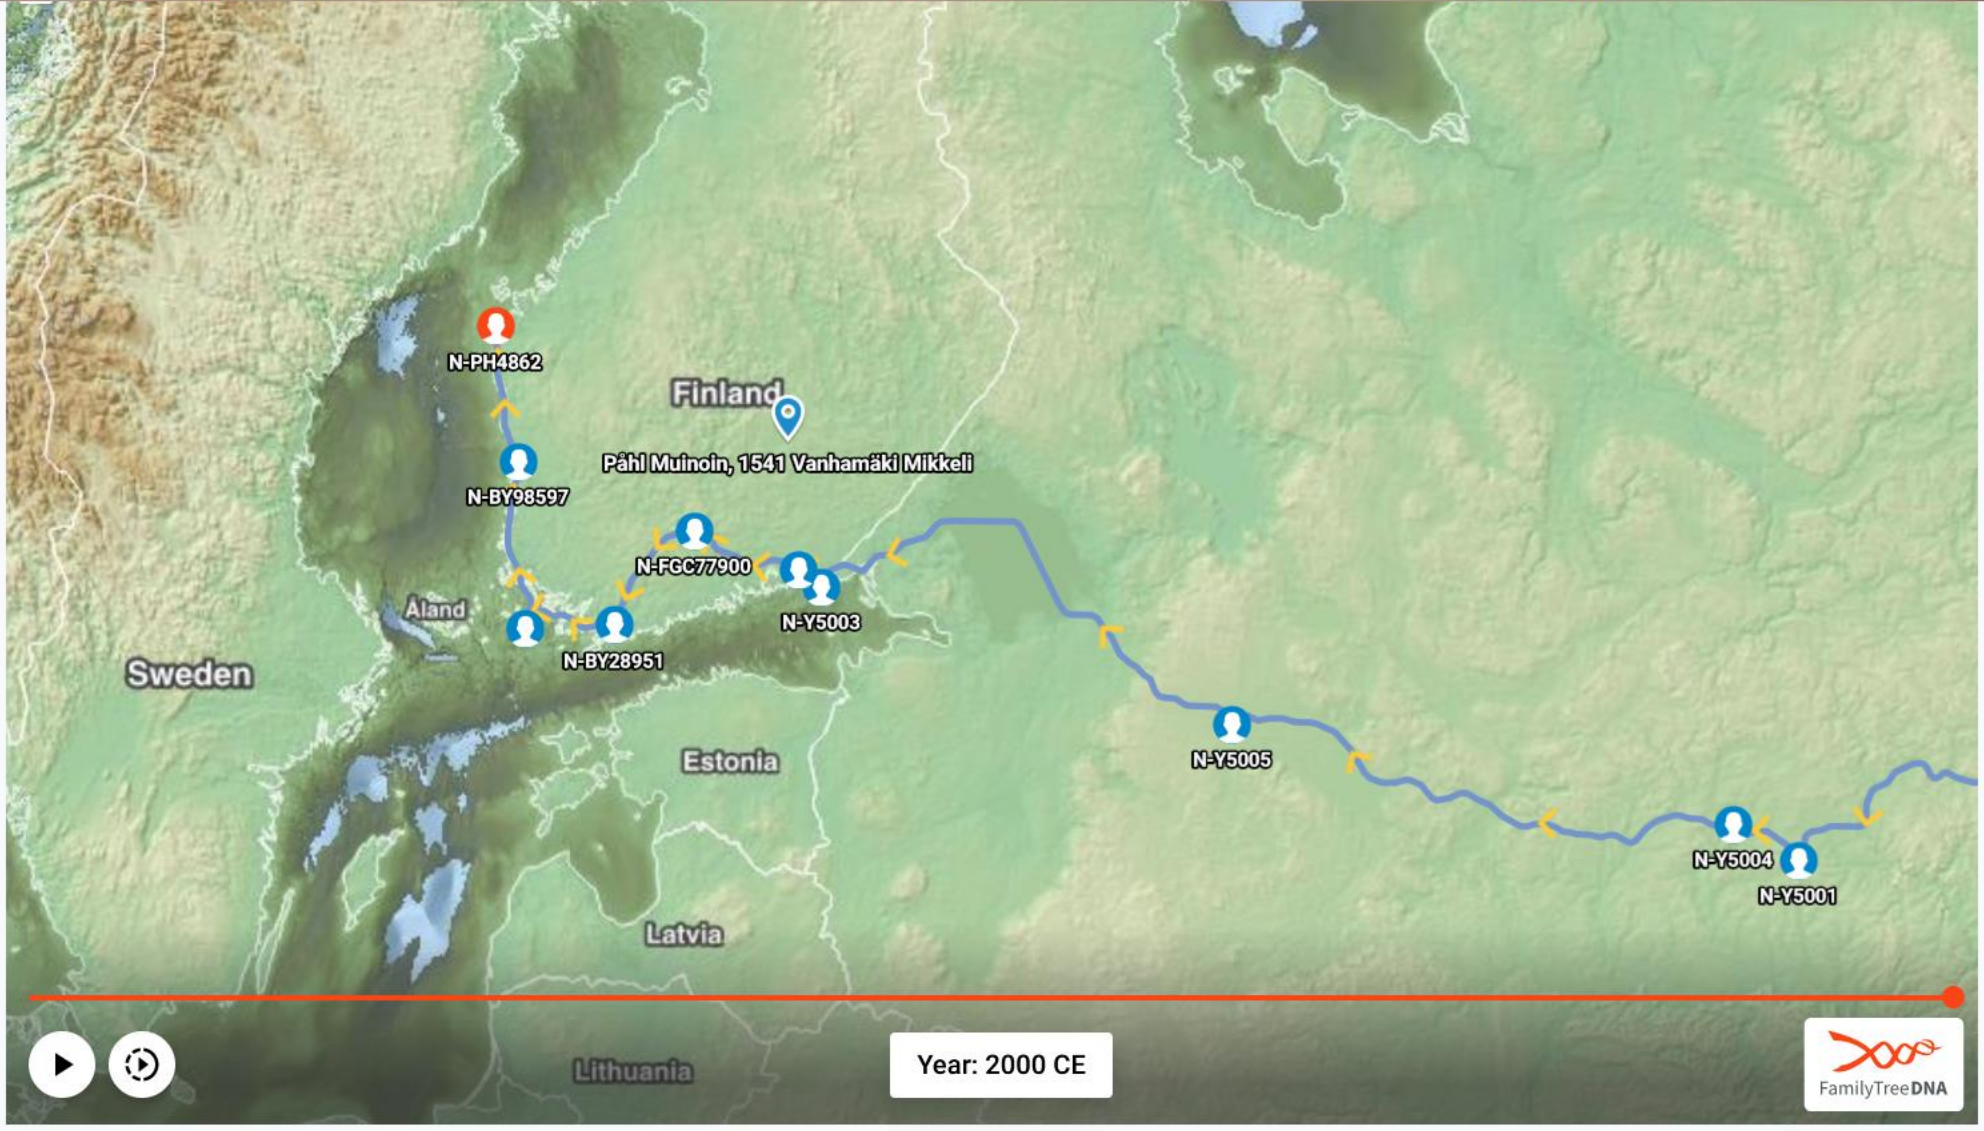 N-PH4862
Finland
Påhl Muinoin, 1541 Vanhamäki Mikkeli
N-BY98597
N-FGC77900
Åland
N-Y5003
N-BY28951
Sweden
Estonia
N-Y5005
N-Y5004
N-Y5001
Latvia
Lithuania
Year: 2000 CE
FamilyTreeDNA